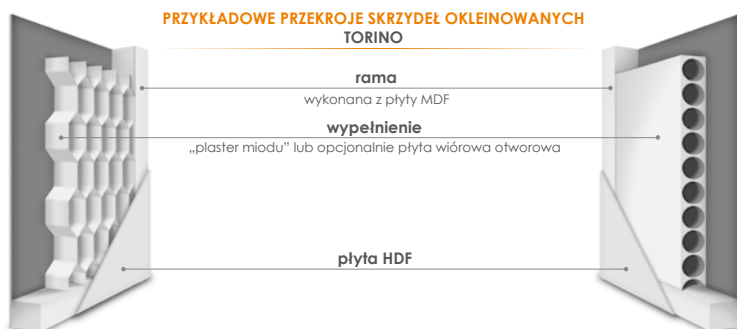 PRZYKŁADOWE PRZEKROJE SKRZYDEŁ OKLEINOWANYCH
TORINO
rama
wykonana z płyty MDF
wypełnienie
„plaster miodu” lub opcjonalnie płyta wiórowa otworowa
płyta HDF